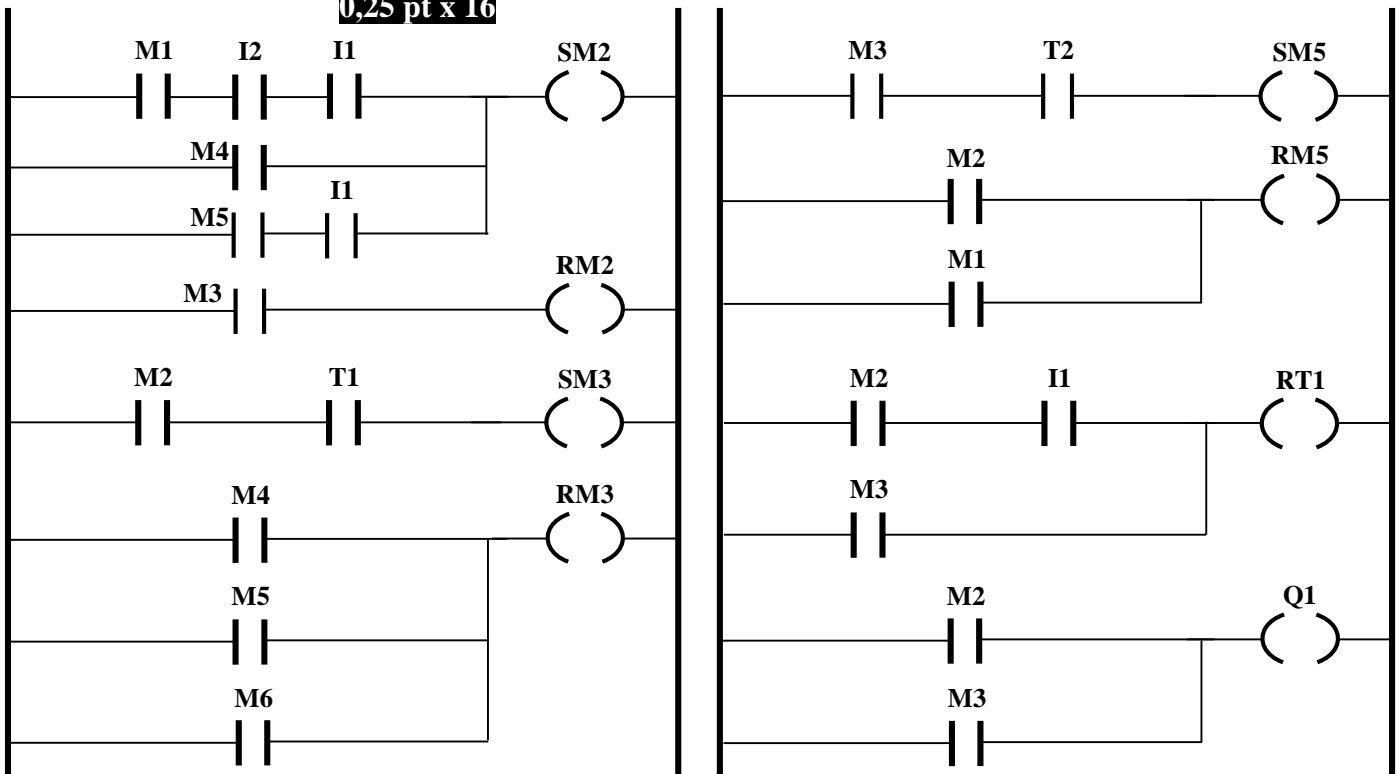 0,25 pt x 16
M1 I2 I1 SM2
M4
M5 I1
M3 RM2
M2 T1 SM3
M4 RM3
M5
M6
M3 T2 SM5
M2 RM5
M1
M2 I1 RT1
M3
M2 Q1
M3